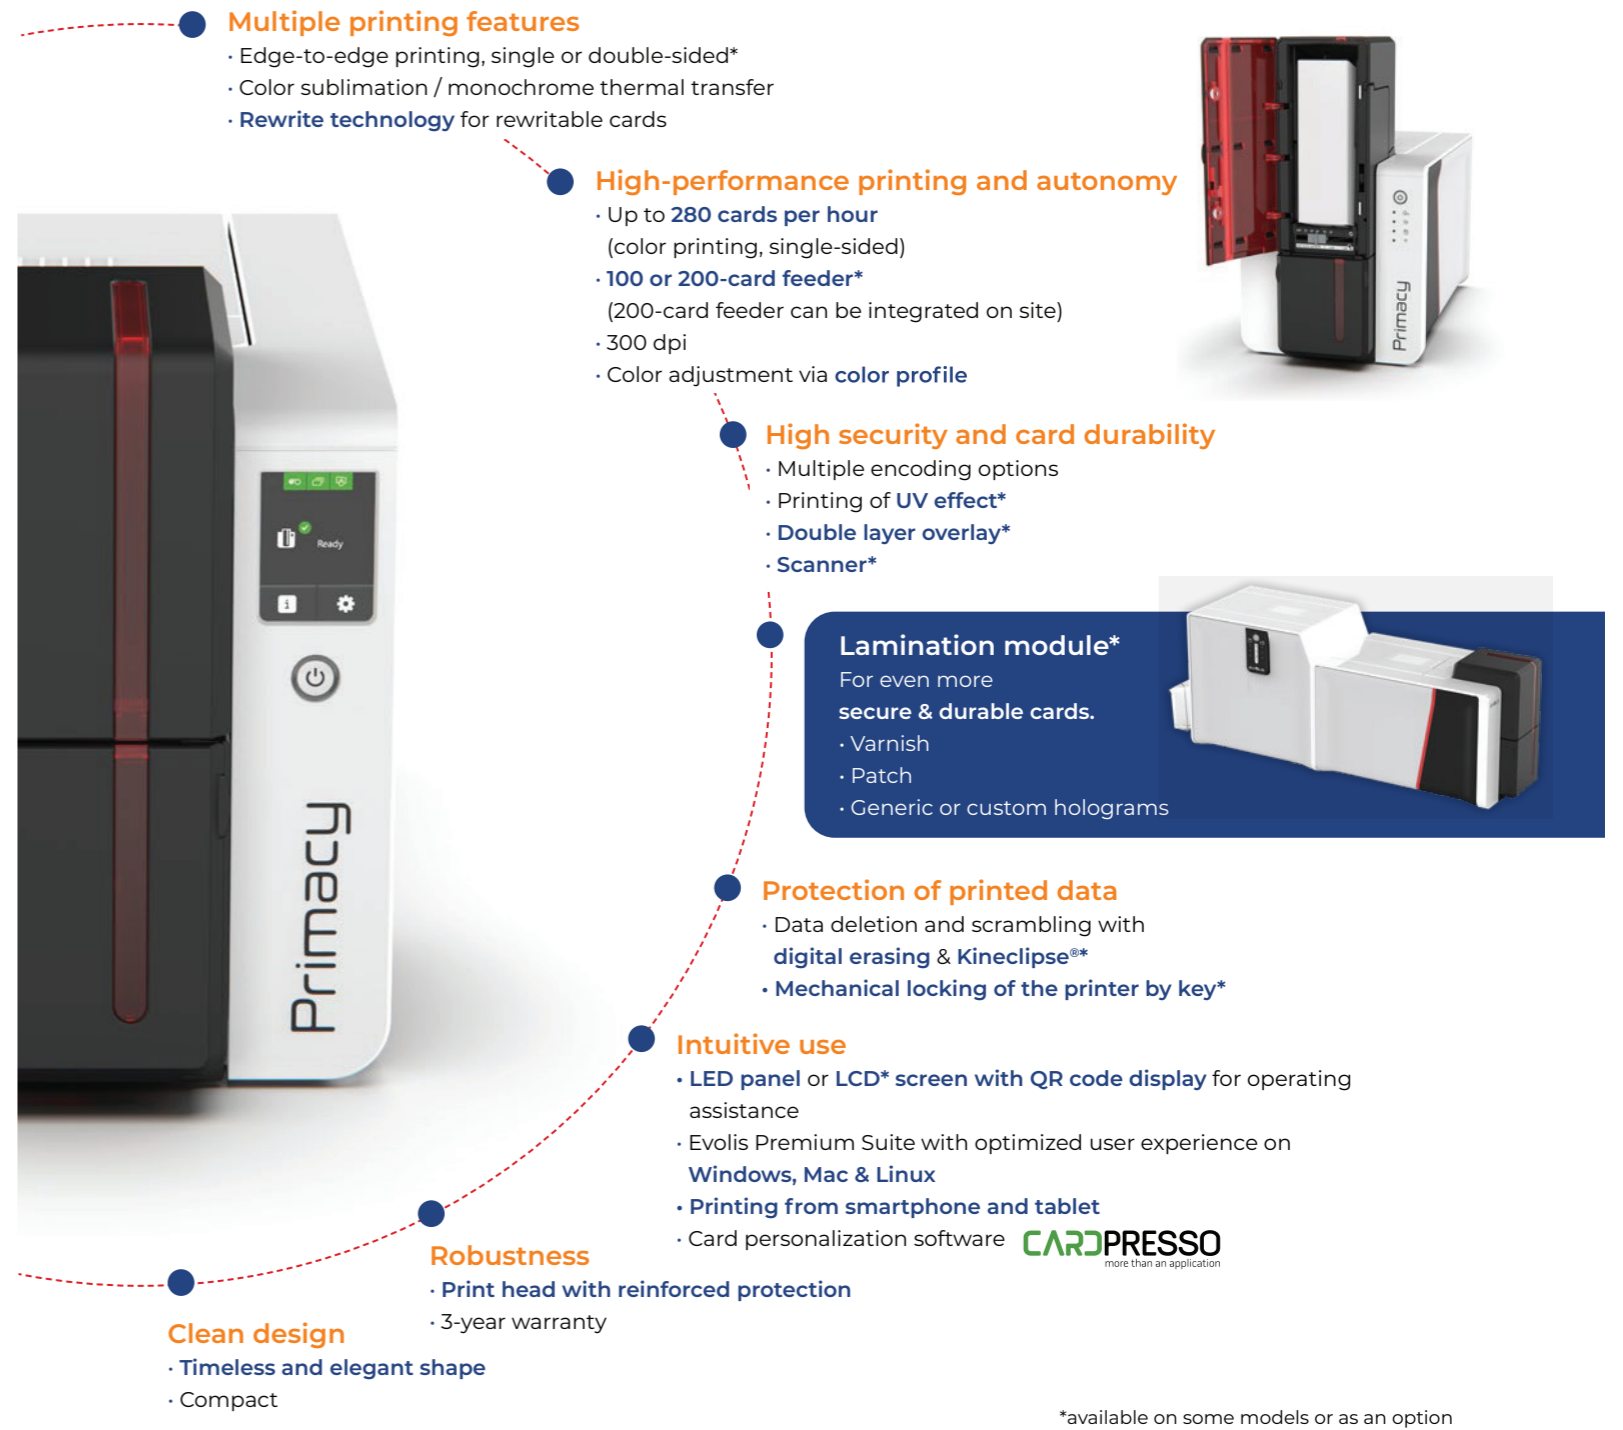 Multiple printing features
· Edge-to-edge printing, single or double-sided*
· Color sublimation / monochrome thermal transfer
· Rewrite technology for rewritable cards
High-performance printing and autonomy
· Up to 280 cards per hour
(color printing, single-sided)
· 100 or 200-card feeder*
(200-card feeder can be integrated on site)
· 300 dpi
· Color adjustment via color profile
Primacy
High security and card durability
· Multiple encoding options
· Printing of UV effect*
· Double layer overlay*
· Scanner*
Ready
i
Primacy
Lamination module*
For even more
secure & durable cards.
· Varnish
· Patch
· Generic or custom holograms
Protection of printed data
· Data deletion and scrambling with
digital erasing & Kineclipse®*
• Mechanical locking of the printer by key*
Intuitive use
• LED panel or LCD* screen with QR code display for operating
assistance
· Evolis Premium Suite with optimized user experience on
Windows, Mac & Linux
• Printing from smartphone and tablet
· Card personalization software CARDPRESSO
more than an application
Robustness
· Print head with reinforced protection
· 3-year warranty
Clean design
· Timeless and elegant shape
· Compact
*available on some models or as an option